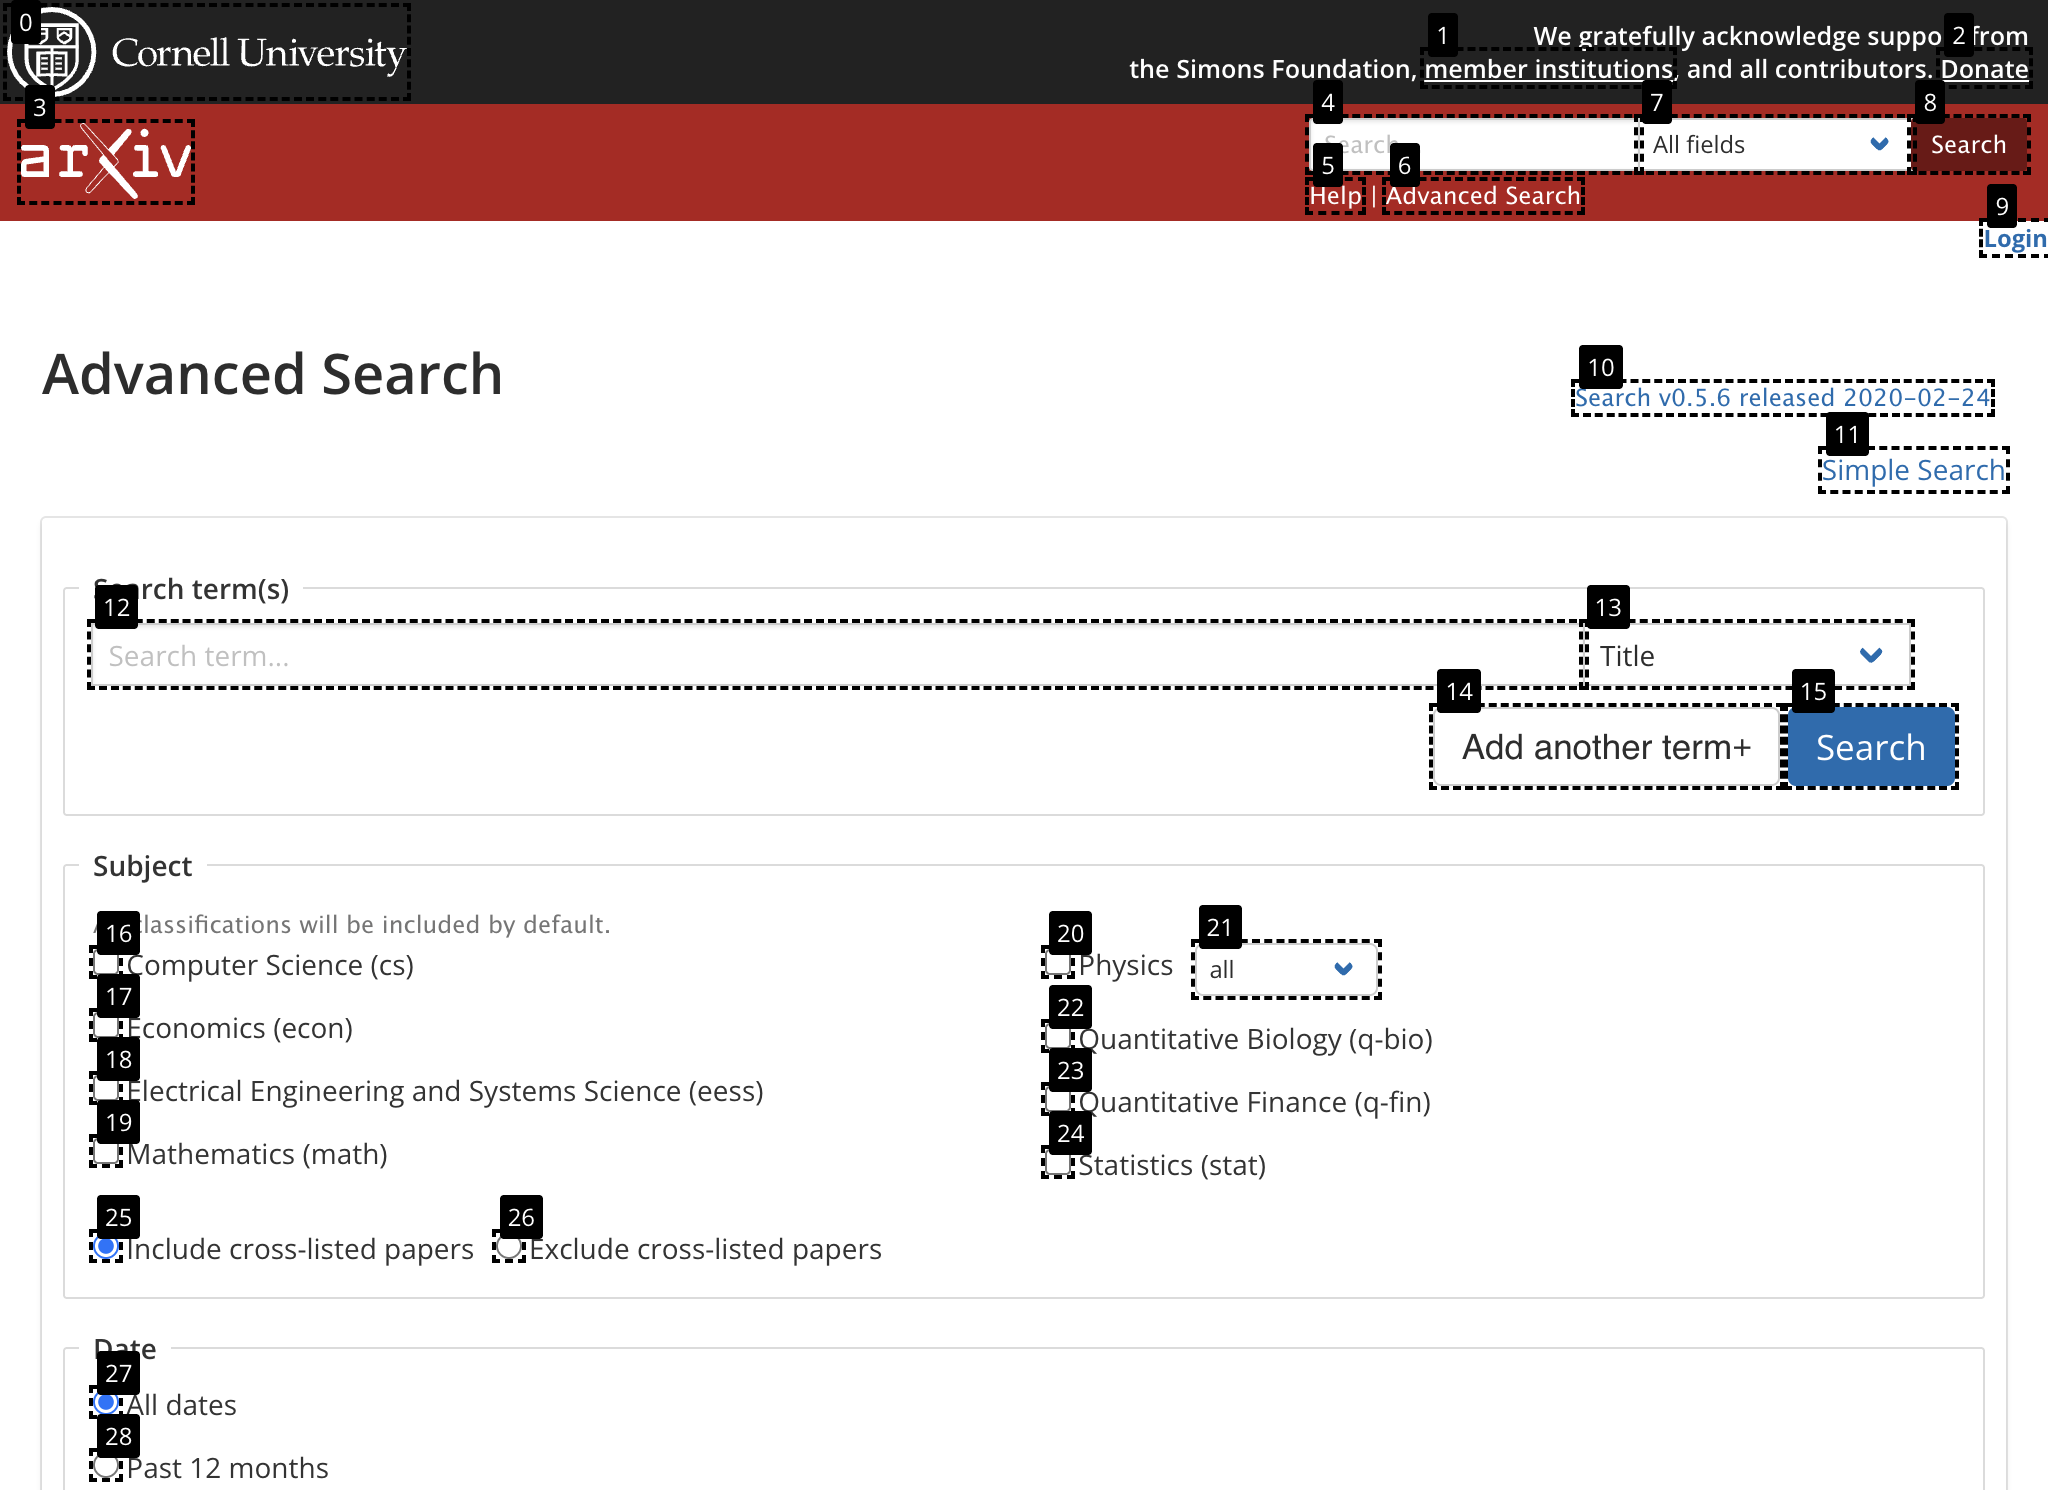 0
Cornell University
1
2
We gratefully acknowledge suppo from
the Simons Foundation, member institutions, and all contributors. Donate
3
arXiv
4
7
8
Search
All fields
Search
5
6
Help | Advanced Search
9
Login
Advanced Search
10
Search v0.5.6 released 2020-02-24
11
Simple Search
Search term(s)
12
13
Search term...
Title
14
15
Add another term+
Search
Subject
classifications will be included by default.
16
Computer Science (cs)
17
Economics (econ)
18
Electrical Engineering and Systems Science (eess)
19
Mathematics (math)
20
Physics
21
all
22
Quantitative Biology (q-bio)
23
Quantitative Finance (q-fin)
24
Statistics (stat)
25
Include cross-listed papers
26
Exclude cross-listed papers
Date
27
All dates
28
Past 12 months